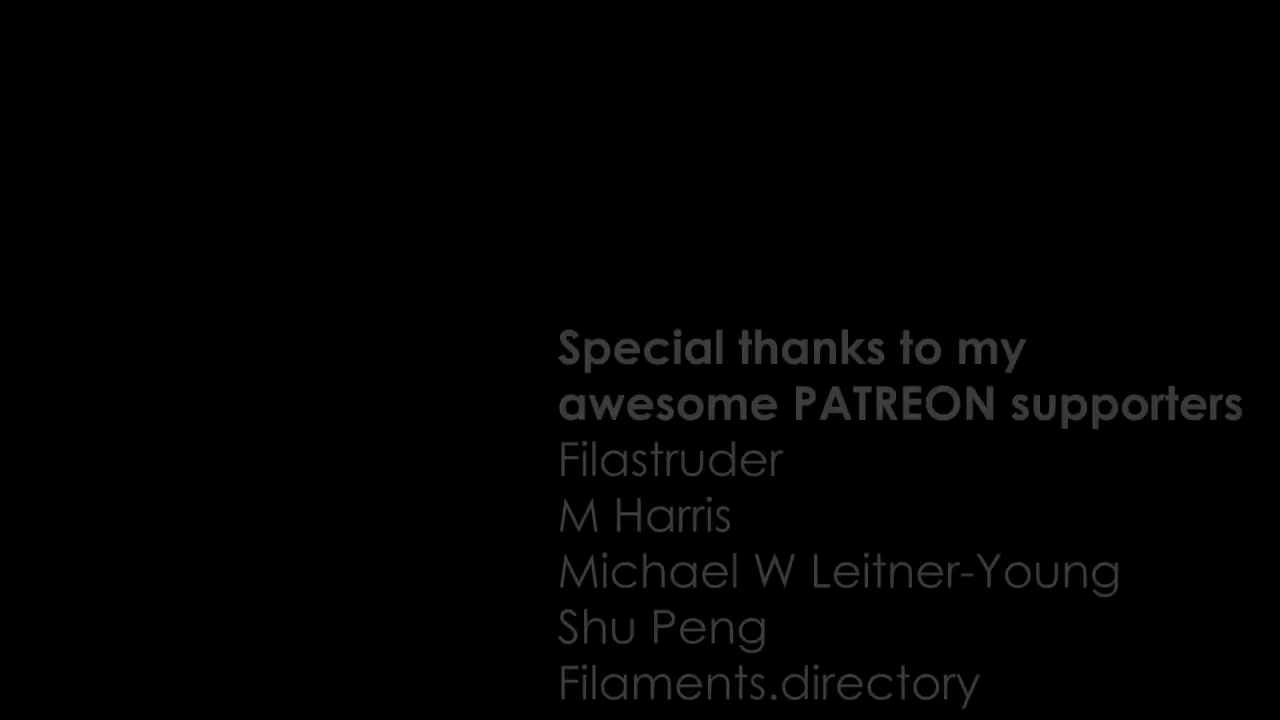 Special thanks to my
awesome PATREON supporters
Filastruder
M Harris
Michael W Leitner-Young
Shu Peng
Filaments.directory